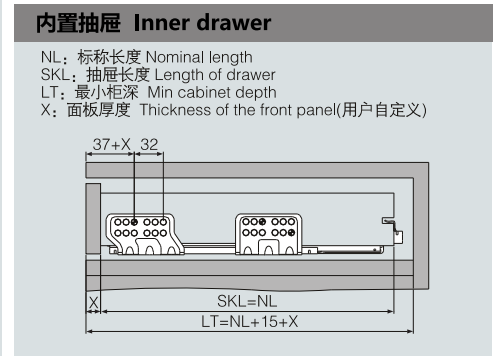 内置抽屉 Inner drawer
NL：标称长度 Nominal length
SKL：抽屉长度 Length of drawer
LT：最小柜深 Min cabinet depth
X：面板厚度 Thickness of the front panel(用户自定义)
37+X 32
X SKL=NL
LT=NL+15+X